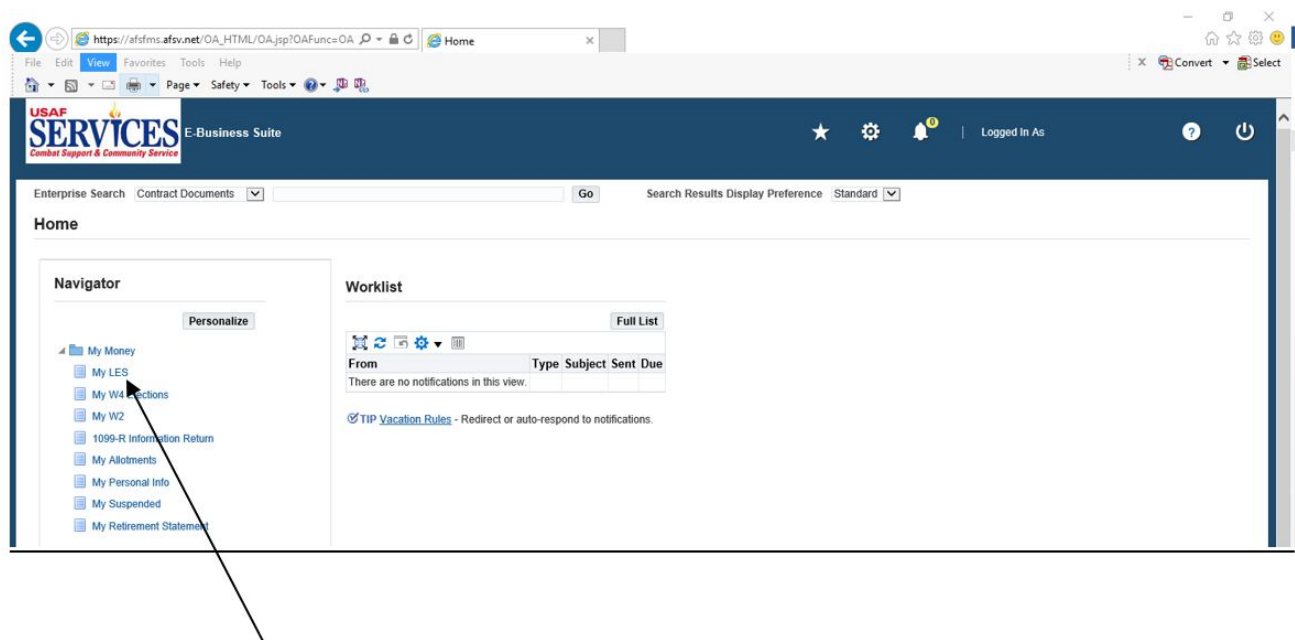 https://afsfms.afsv.net/OA_HTML/OA.jsp?OAFunc=OA
Home
File Edit View Favorites Tools Help
Convert Select
Page Safety Tools
USAF
SERVICES E-Business Suite
Combat Support & Community Service
0
Logged In As
Enterprise Search Contract Documents Go Search Results Display Preference Standard
Home
Navigator
Personalize
My Money
My LES
My W4 Elections
My W2
1099-R Information Return
My Allotments
My Personal Info
My Suspended
My Retirement Statement
Worklist
Full List
From Type Subject Sent Due
There are no notifications in this view.
TIP Vacation Rules - Redirect or auto-respond to notifications.